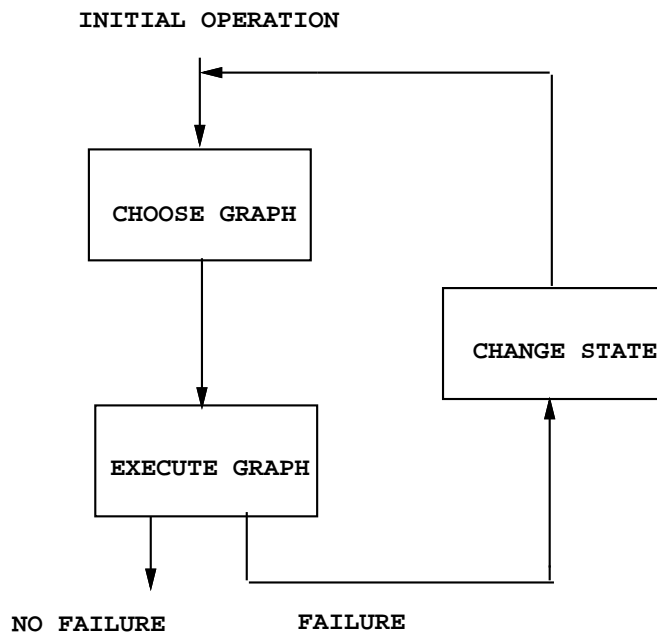 INITIAL OPERATION
CHOOSE GRAPH
CHANGE STATE
EXECUTE GRAPH
NO FAILURE
FAILURE